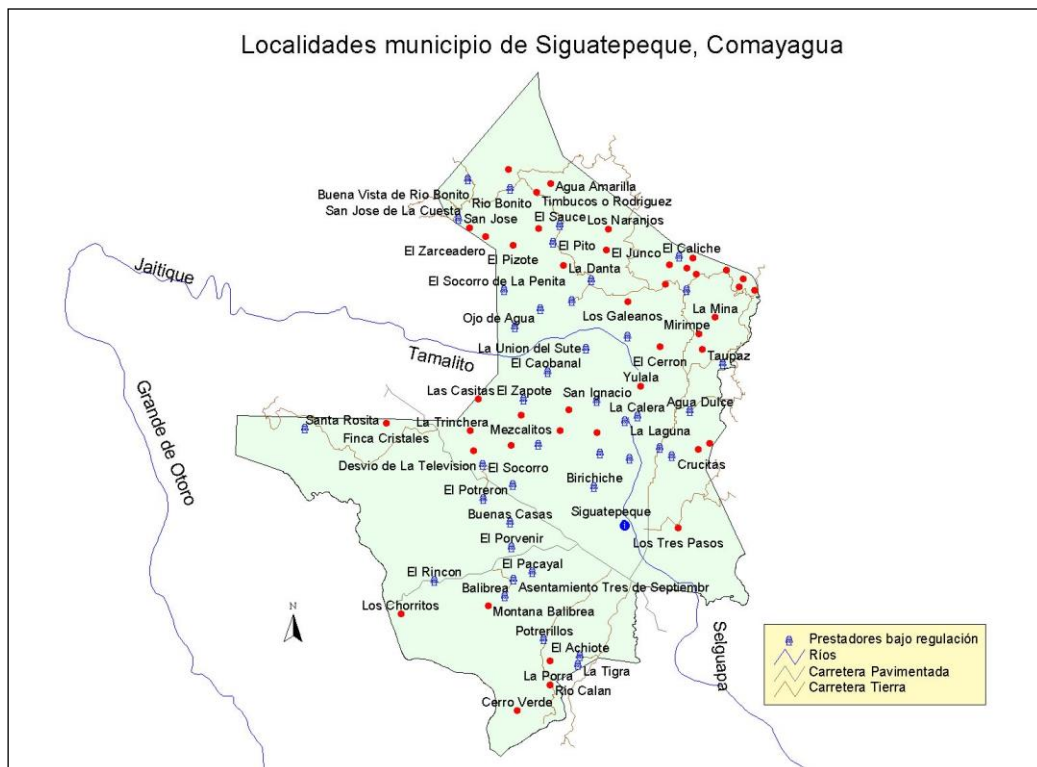 Localidades municipio de Siguatepeque, Comayagua
Agua Amarilla
Buena Vista de Rio Bonito
Rio Bonito
Timbucos o Rodriguez
San Jose de La Cuesta
San Jose
El Sauce
Los Naranjos
El Zarceadero
El Pito
El Junco
El Caliche
El Pizote
La Danta
Jaitique
El Socorro de La Penita
La Mina
Ojo de Agua
Los Galeanos
Mirimpe
La Union del Sute
Tamalito
El Caobanal
El Cerron
Taupaz
Yulala
Las Casitas
El Zapote
San Ignacio
La Calera
Agua Dulce
Grande de Otoro
Santa Rosita
La Trinchera
Mezcalitos
La Laguna
Finca Cristales
Desvio de La Television
El Socorro
Crucitas
El Potreron
Birichiche
Buenas Casas
Siguatepeque
El Porvenir
Los Tres Pasos
El Rincon
El Pacayal
Balibrea
Asentamiento Tres de Septiembr
Los Chorritos
Montana Balibrea
N
Potrerillos
El Achiote
Selguapa
La Porra
La Tigra
Rio Calan
Cerro Verde
Prestadores bajo regulación
Ríos
Carretera Pavimentada
Carretera Tierra